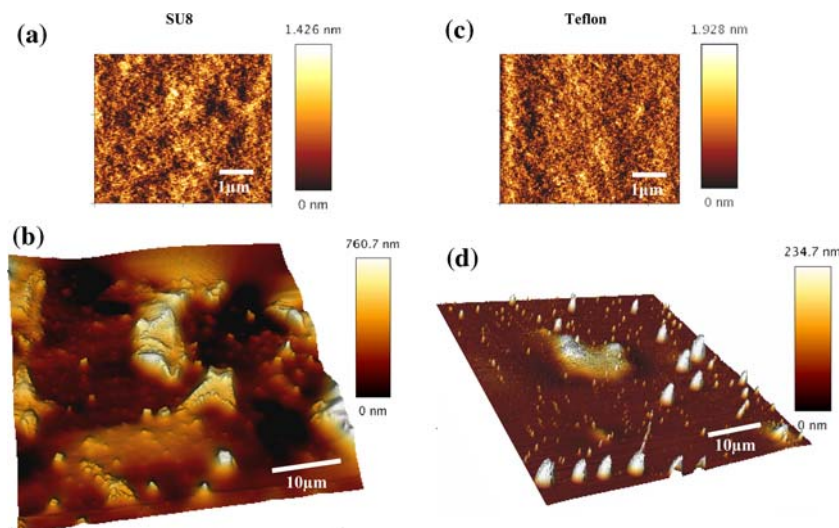 SU8
Teflon
(a)
1.426 nm
(c)
1.928 nm
1µm
1µm
0 nm
0 nm
(b)
760.7 nm
(d)
234.7 nm
0 nm
0 nm
10µm
10µm